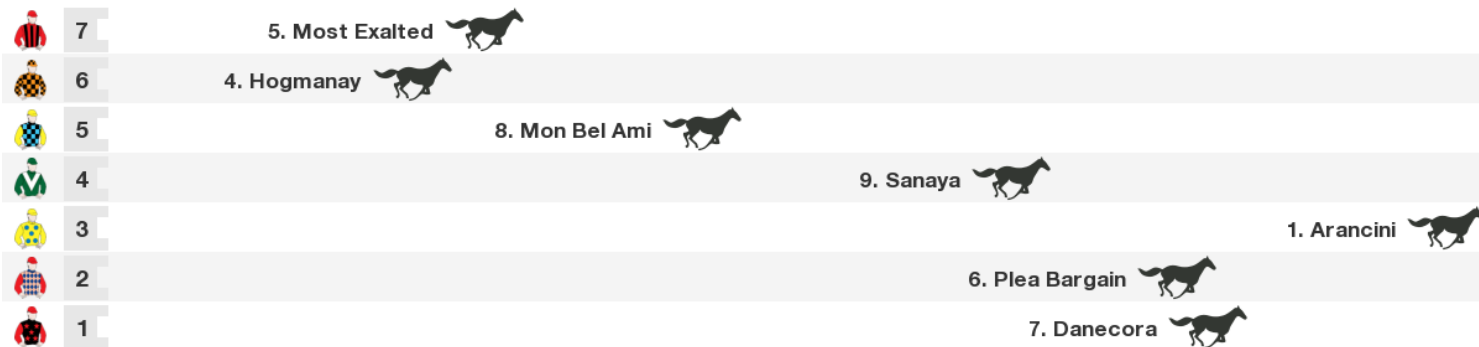 7 5. Most Exalted
6 4. Hogmanay
5 8. Mon Bel Ami
4 9. Sanaya
3 1. Arancini
2 6. Plea Bargain
1 7. Danecora